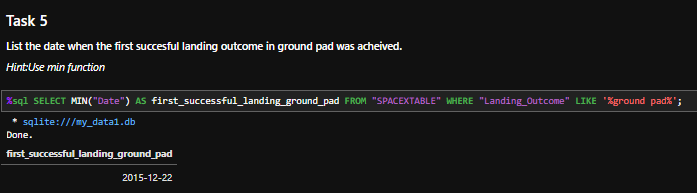 Task 5
List the date when the first succesful landing outcome in ground pad was acheived.
Hint:Use min function
%sql SELECT MIN("Date") AS first_successful_landing_ground_pad FROM "SPACEXTABLE" WHERE "Landing_Outcome" LIKE '%ground pad%';
* sqlite:///my_data1.db
Done.
first_successful_landing_ground_pad
2015-12-22